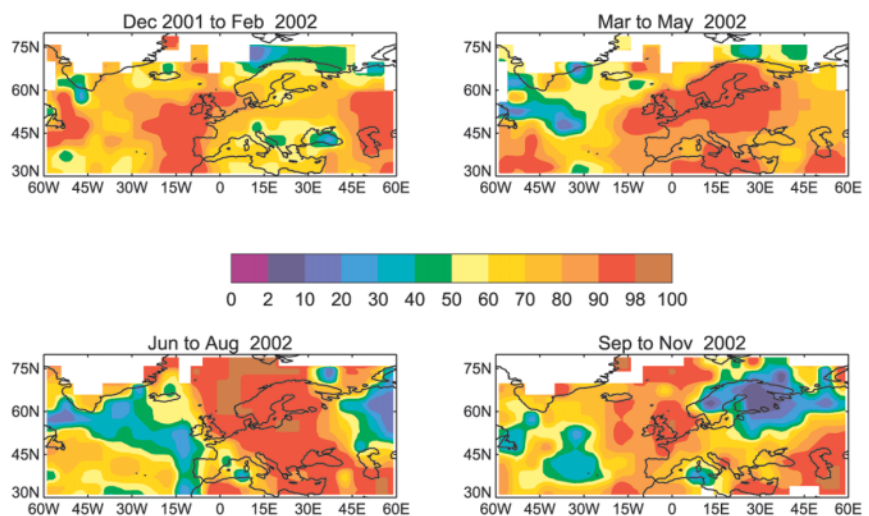 Dec 2001 to Feb 2002
75N
60N
45N
30N
60W 45W 30W 15W 0 15E 30E 45E 60E
Mar to May 2002
75N
60N
45N
30N
60W 45W 30W 15W 0 15E 30E 45E 60E
0 2 10 20 30 40 50 60 70 80 90 98 100
Jun to Aug 2002
75N
60N
45N
30N
60W 45W 30W 15W 0 15E 30E 45E 60E
Sep to Nov 2002
75N
60N
45N
30N
60W 45W 30W 15W 0 15E 30E 45E 60E